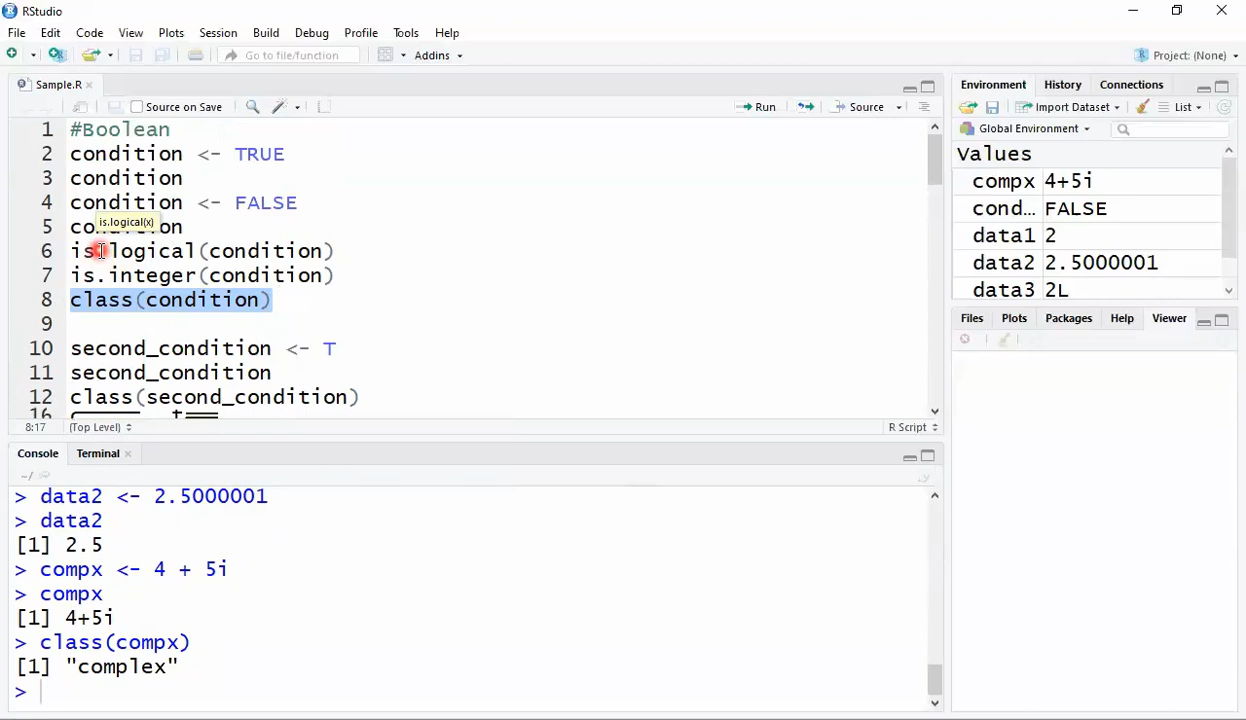 RStudio
File Edit Code View Plots Session Build Debug Profile Tools Help
Go to file/function Addins Project: (None)
Sample.R
Source on Save Run Source
1 #Boolean
2 condition <- TRUE
3 condition
4 condition <- FALSE
is.logical(x)
5 condition
6 is.logical(condition)
7 is.integer(condition)
8 class(condition)
9
10 second_condition <- T
11 second_condition
12 class(second_condition)
16
8:17 (Top Level) R Script
Console Terminal
~/
> data2 <- 2.5000001
> data2
[1] 2.5
> compx <- 4 + 5i
> compx
[1] 4+5i
> class(compx)
[1] "complex"
>
Environment History Connections
Import Dataset List
Global Environment
Values
compx 4+5i
cond... FALSE
data1 2
data2 2.5000001
data3 2L
Files Plots Packages Help Viewer